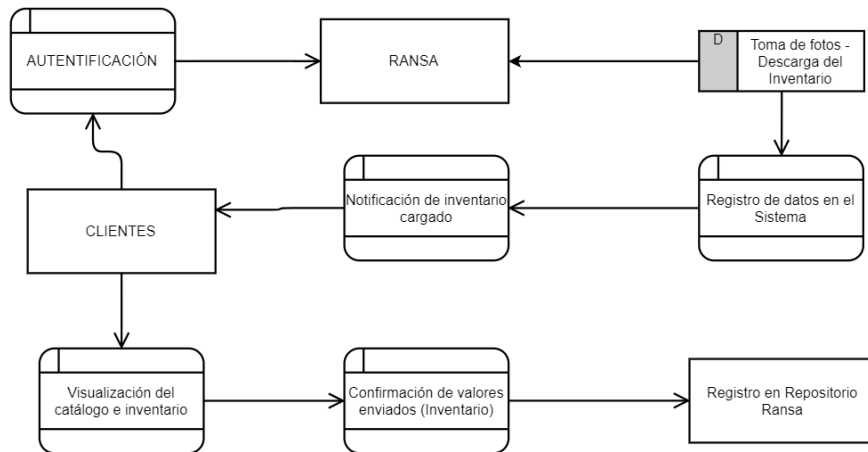 AUTENTIFICACIÓN
RANSA
D
Toma de fotos -
Descarga del
Inventario
CLIENTES
Notificación de inventario
cargado
Registro de datos en el
Sistema
Visualización del
catálogo e inventario
Confirmación de valores
enviados (Inventario)
Registro en Repositorio
Ransa